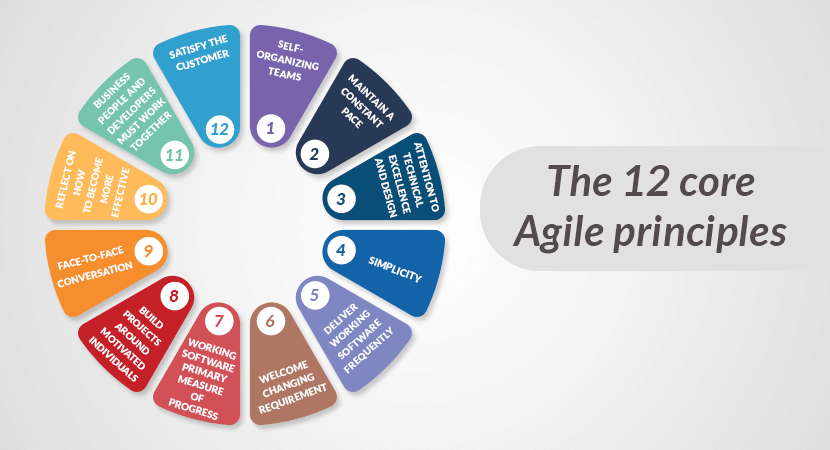 The 12 core
Agile principles
SELF-
ORGANIZING
TEAMS
1
MAINTAIN A
CONSTANT
PACE
2
ATTENTION TO
TECHNICAL
EXCELLENCE
AND DESIGN
3
SIMPLICITY
4
DELIVER
WORKING
SOFTWARE
FREQUENTLY
5
WELCOME
CHANGING
REQUIREMENT
6
WORKING
SOFTWARE
PRIMARY
MEASURE
OF
PROGRESS
7
BUILD
PROJECTS
AROUND
MOTIVATED
INDIVIDUALS
8
FACE-TO-FACE
CONVERSATION
9
REFLECT ON
HOW
TO BECOME
MORE
EFFECTIVE
10
BUSINESS
PEOPLE AND
DEVELOPERS
MUST WORK
TOGETHER
11
SATISFY THE
CUSTOMER
12